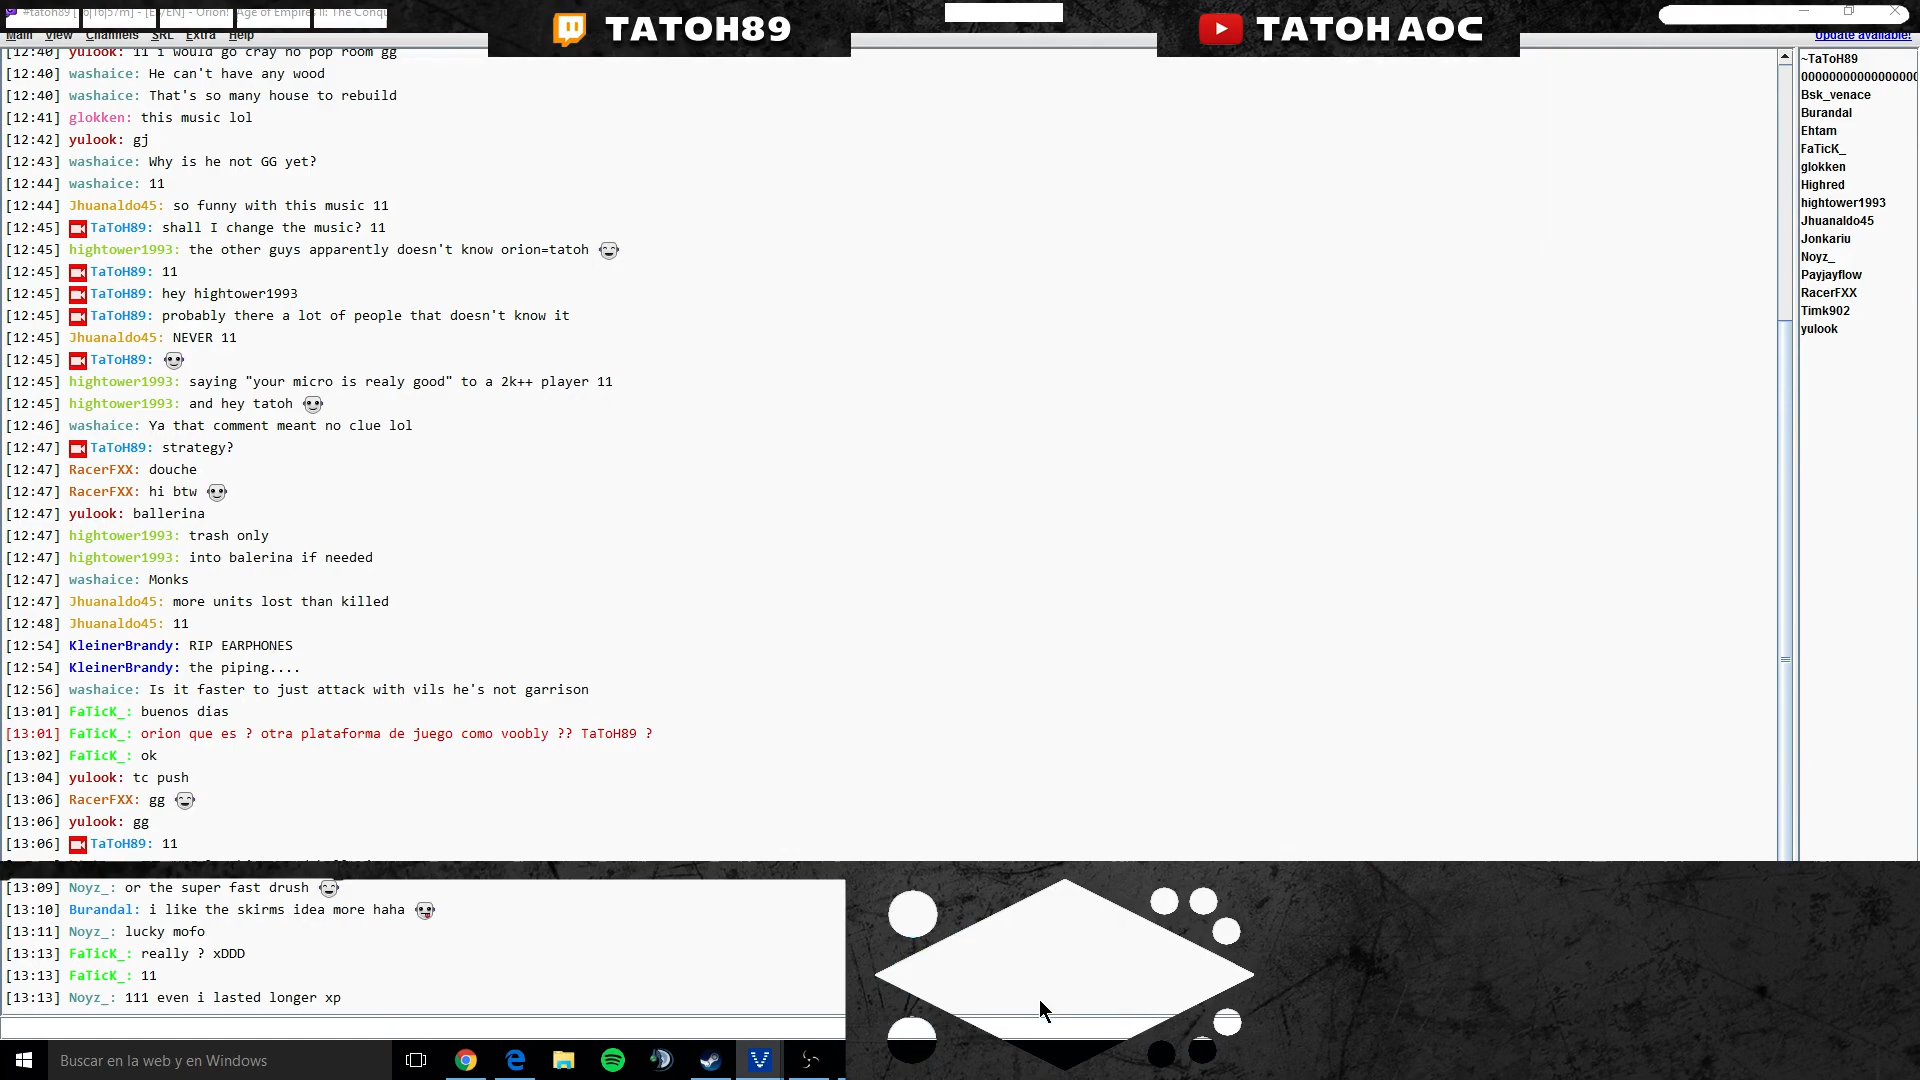 #tatoh89 [
TATOH89
TATOH AOC
Main View Channels SRL Extra Help
Update available!
[12:40] yulook: 11 i would go cray no pop room gg
[12:40] washaice: He can't have any wood
[12:40] washaice: That's so many house to rebuild
[12:41] glokken: this music lol
[12:42] yulook: gj
[12:43] washaice: Why is he not GG yet?
[12:44] washaice: 11
[12:44] Jhuanaldo45: so funny with this music 11
[12:45] TaToH89: shall I change the music? 11
[12:45] hightower1993: the other guys apparently doesn't know orion=tatoh
[12:45] TaToH89: 11
[12:45] TaToH89: hey hightower1993
[12:45] TaToH89: probably there a lot of people that doesn't know it
[12:45] Jhuanaldo45: NEVER 11
[12:45] TaToH89:
[12:45] hightower1993: saying "your micro is realy good" to a 2k++ player 11
[12:45] hightower1993: and hey tatoh
[12:46] washaice: Ya that comment meant no clue lol
[12:47] TaToH89: strategy?
[12:47] RacerFXX: douche
[12:47] RacerFXX: hi btw
[12:47] yulook: ballerina
[12:47] hightower1993: trash only
[12:47] hightower1993: into balerina if needed
[12:47] washaice: Monks
[12:47] Jhuanaldo45: more units lost than killed
[12:48] Jhuanaldo45: 11
[12:54] KleinerBrandy: RIP EARPHONES
[12:54] KleinerBrandy: the piping....
[12:56] washaice: Is it faster to just attack with vils he's not garrison
[13:01] FaTicK_: buenos dias
[13:01] FaTicK_: orion que es ? otra plataforma de juego como voobly ?? TaToH89 ?
[13:02] FaTicK_: ok
[13:04] yulook: tc push
[13:06] RacerFXX: gg
[13:06] yulook: gg
[13:06] TaToH89: 11
[13:09] Noyz_: or the super fast drush
[13:10] Burandal: i like the skirms idea more haha
[13:11] Noyz_: lucky mofo
[13:13] FaTicK_: really ? xDDD
[13:13] FaTicK_: 11
[13:13] Noyz_: 111 even i lasted longer xp
~TaToH89
Bsk_venace
Burandal
Ehtam
FaTicK_
glokken
Highred
hightower1993
Jhuanaldo45
Jonkariu
Noyz_
Payjayflow
RacerFXX
Timk902
yulook
Buscar en la web y en Windows